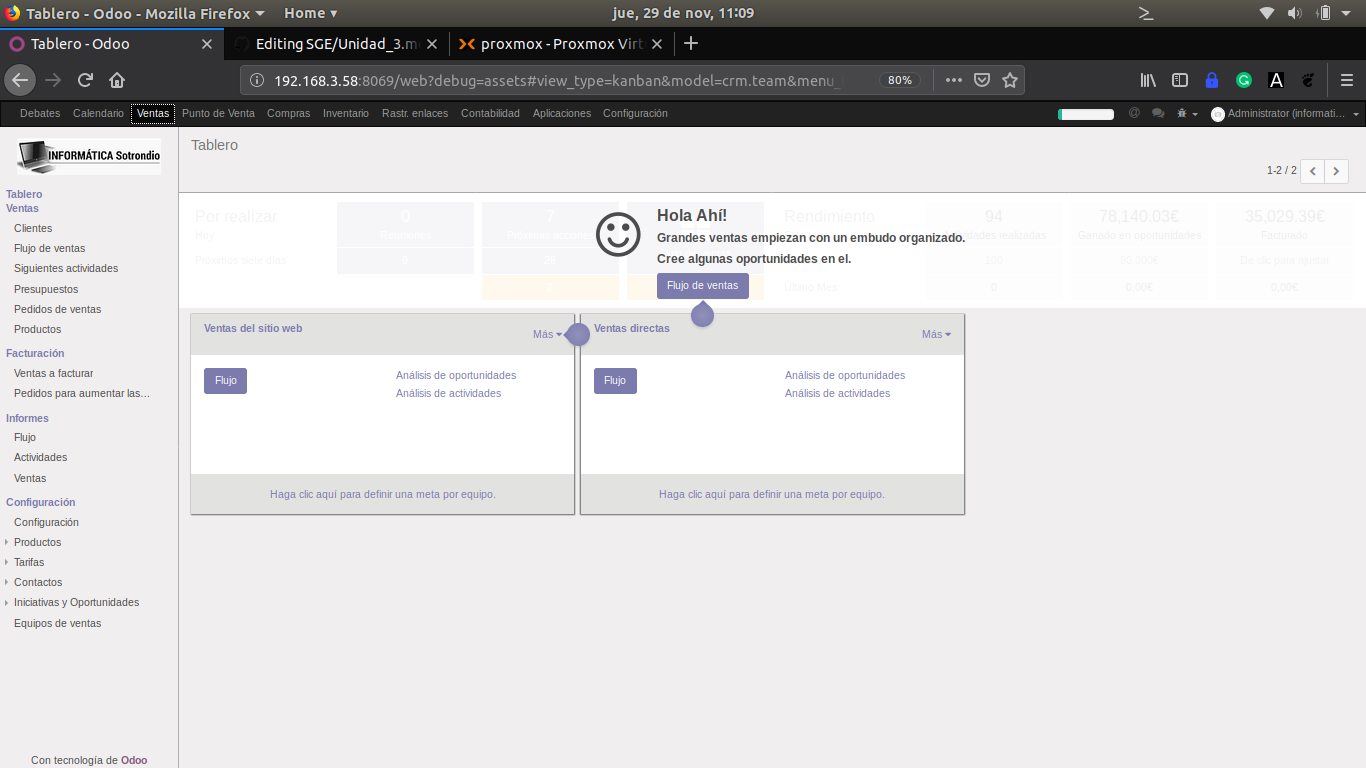 Tablero - Odoo - Mozilla Firefox
Home
jue, 29 de nov, 11:09
Tablero - Odoo
Editing SGE/Unidad_3.m
proxmox - Proxmox Virt
192.168.3.58:8069/web?debug=assets#view_type=kanban&model=crm.team&menu_
80%
Debates Calendario Ventas Punto de Venta Compras Inventario Rastr. enlaces Contabilidad Aplicaciones Configuración
Administrator (informati...
INFORMÁTICA Sotrondio
Tablero
Ventas
Clientes
Flujo de ventas
Siguientes actividades
Presupuestos
Pedidos de ventas
Productos
Facturación
Ventas a facturar
Pedidos para aumentar las...
Informes
Flujo
Actividades
Ventas
Configuración
Configuración
Productos
Tarifas
Contactos
Iniciativas y Oportunidades
Equipos de ventas
Con tecnología de Odoo
Tablero
1-2 / 2
Por realizar 0 7
Hoy Reuniones
Próximos siete días
Hola Ahí!
Grandes ventas empiezan con un embudo organizado.
Cree algunas oportunidades en el.
Flujo de ventas
Rendimiento 94 78,140.03€ 35,029.39€
realizadas Ganado en oportunidades Facturado
100 80,000€ De clic para ajustar
Último Mes 0 0,00€ 0,00€
Ventas del sitio web
Más
Flujo
Análisis de oportunidades
Análisis de actividades
Haga clic aquí para definir una meta por equipo.
Ventas directas
Más
Flujo
Análisis de oportunidades
Análisis de actividades
Haga clic aquí para definir una meta por equipo.